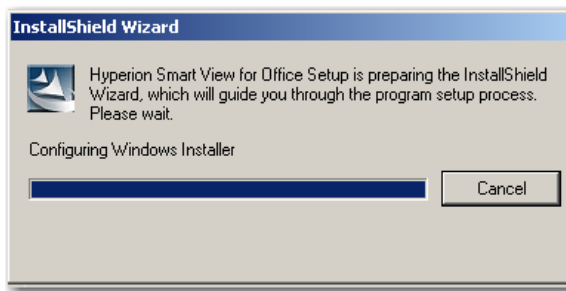 InstallShield Wizard
Hyperion Smart View for Office Setup is preparing the InstallShield
Wizard, which will guide you through the program setup process.
Please wait.
Configuring Windows Installer
Cancel